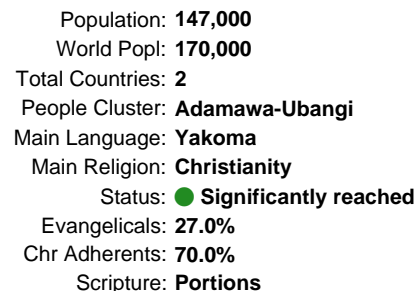 Population: 147,000
World Popl: 170,000
Total Countries: 2
People Cluster: Adamawa-Ubangi
Main Language: Yakoma
Main Religion: Christianity
Status: Significantly reached
Evangelicals: 27.0%
Chr Adherents: 70.0%
Scripture: Portions